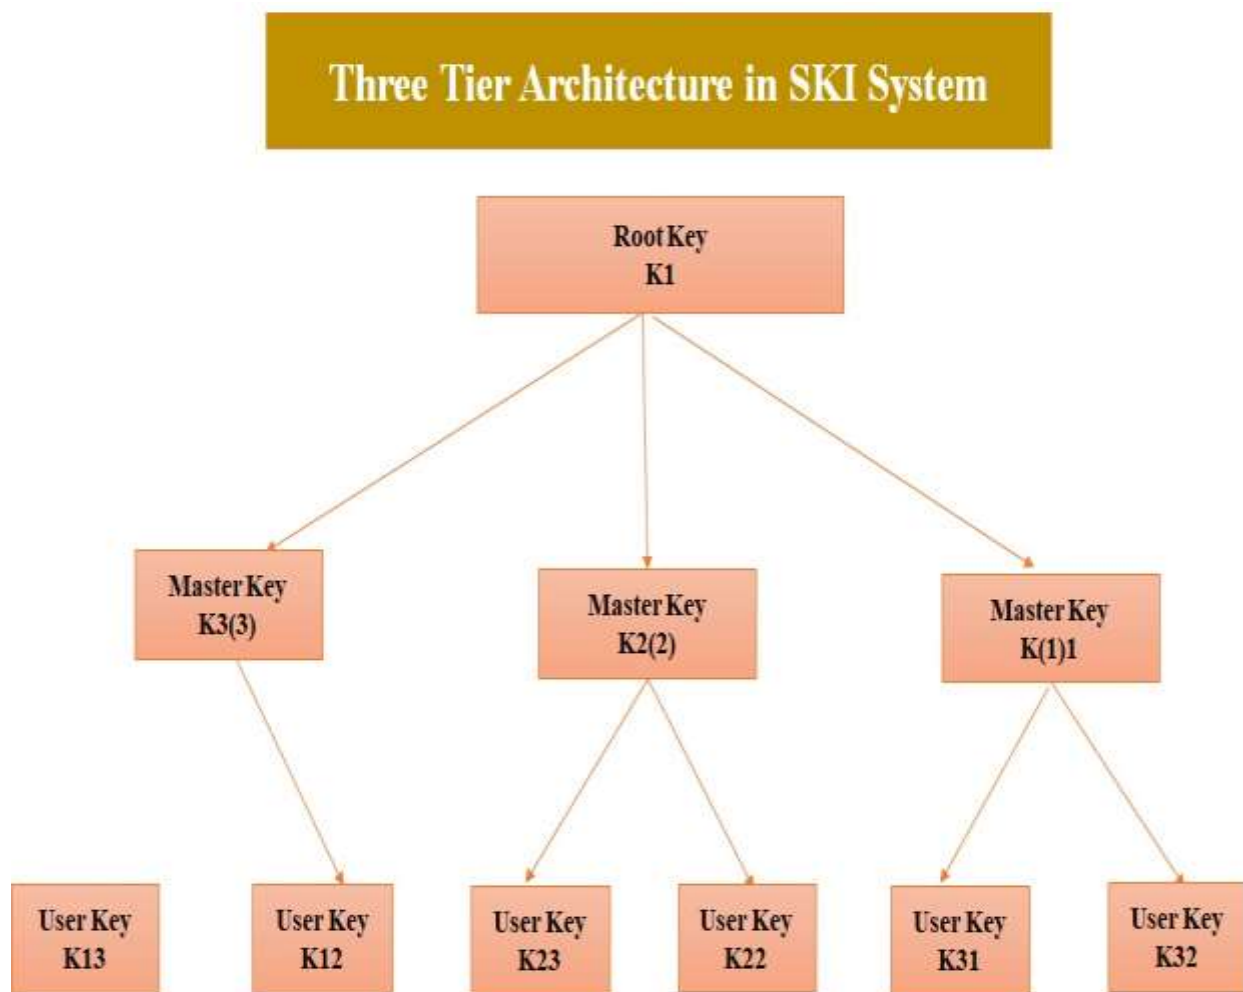 Three Tier Architecture in SKI System
Root Key
K1
Master Key
K3(3)
Master Key
K2(2)
Master Key
K(1)1
User Key
K13
User Key
K12
User Key
K23
User Key
K22
User Key
K31
User Key
K32